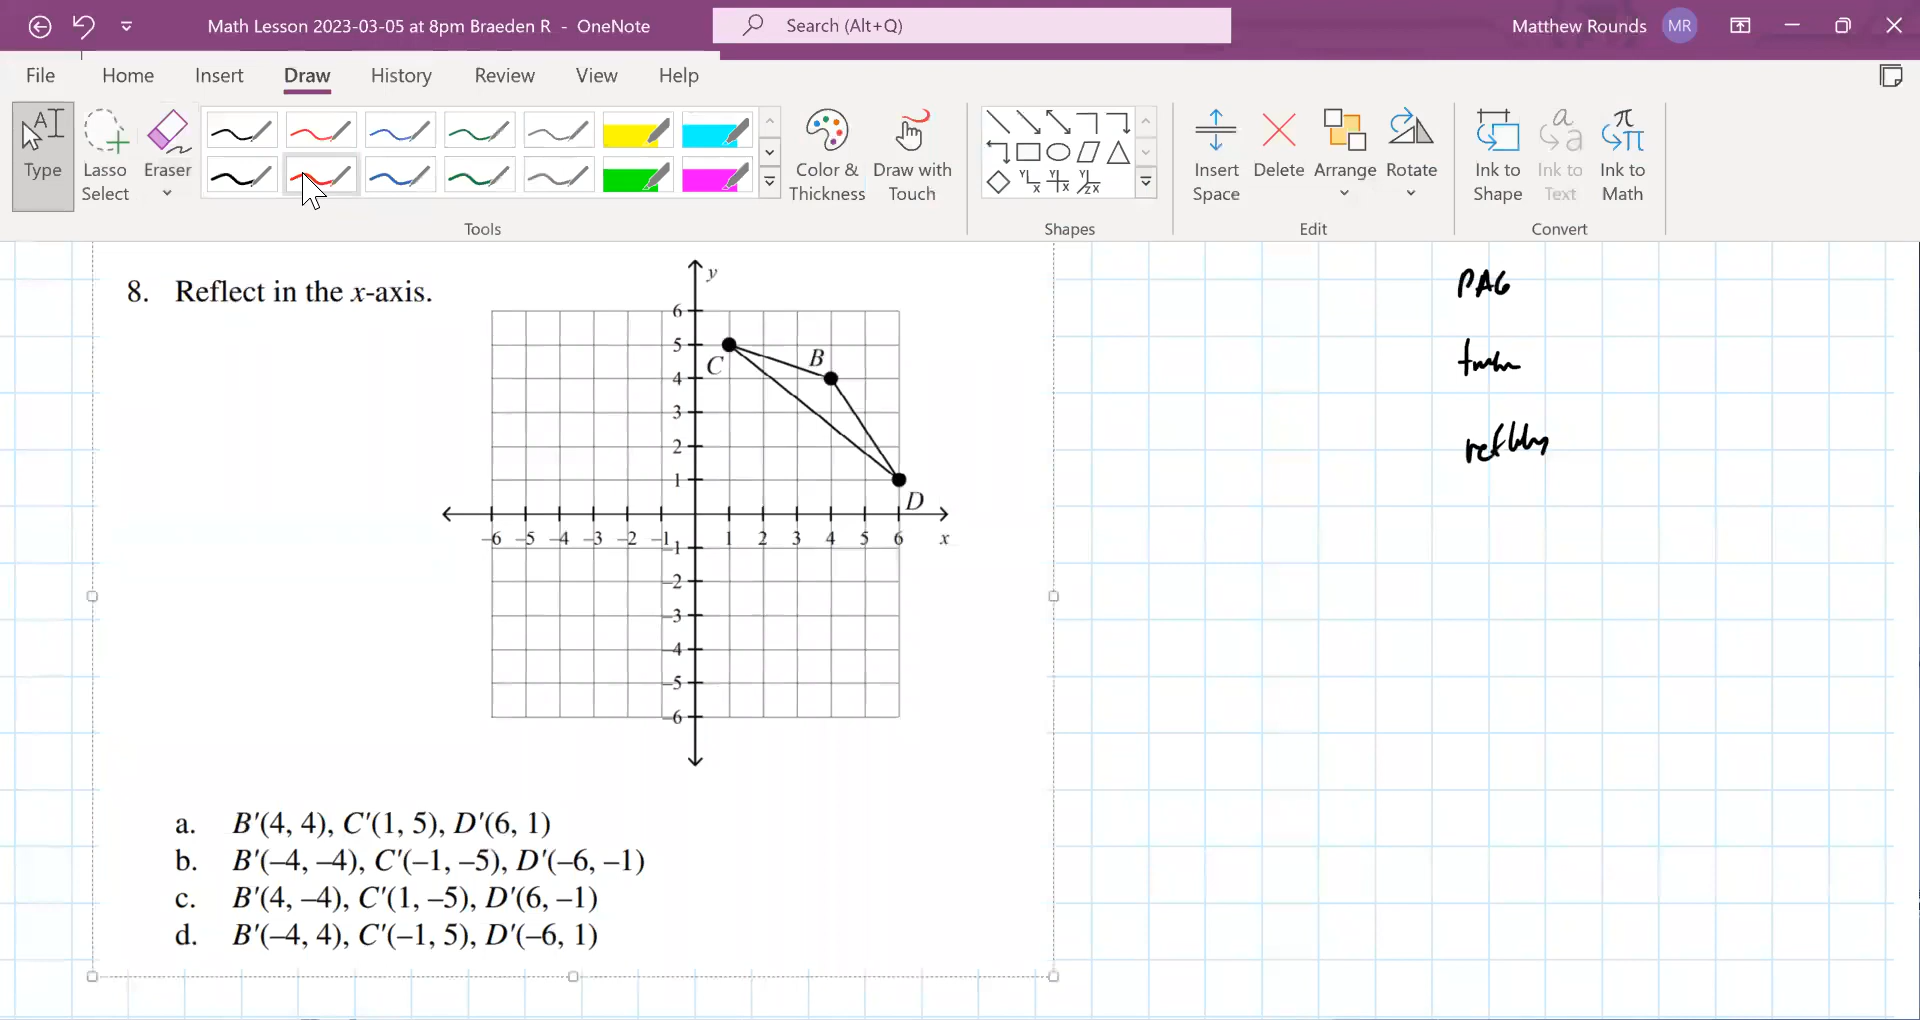 Math Lesson 2023-03-05 at 8pm Braeden R - OneNote
Search (Alt+Q)
Matthew Rounds MR
File Home Insert Draw History Review View Help
Type
Lasso Select
Eraser
Color & Thickness
Draw with Touch
Insert Space
Delete
Arrange
Rotate
Ink to Shape
Ink to Text
Ink to Math
Tools
Shapes
Edit
Convert
8. Reflect in the x-axis.
y
6
5
4
3
2
1
C
B
D
–6 –5 –4 –3 –2 –1 1 2 3 4 5 6 x
–1
–2
–3
–4
–5
–6
a. B′(4, 4), C′(1, 5), D′(6, 1)
b. B′(–4, –4), C′(–1, –5), D′(–6, –1)
c. B′(4, –4), C′(1, –5), D′(6, –1)
d. B′(–4, 4), C′(–1, 5), D′(–6, 1)